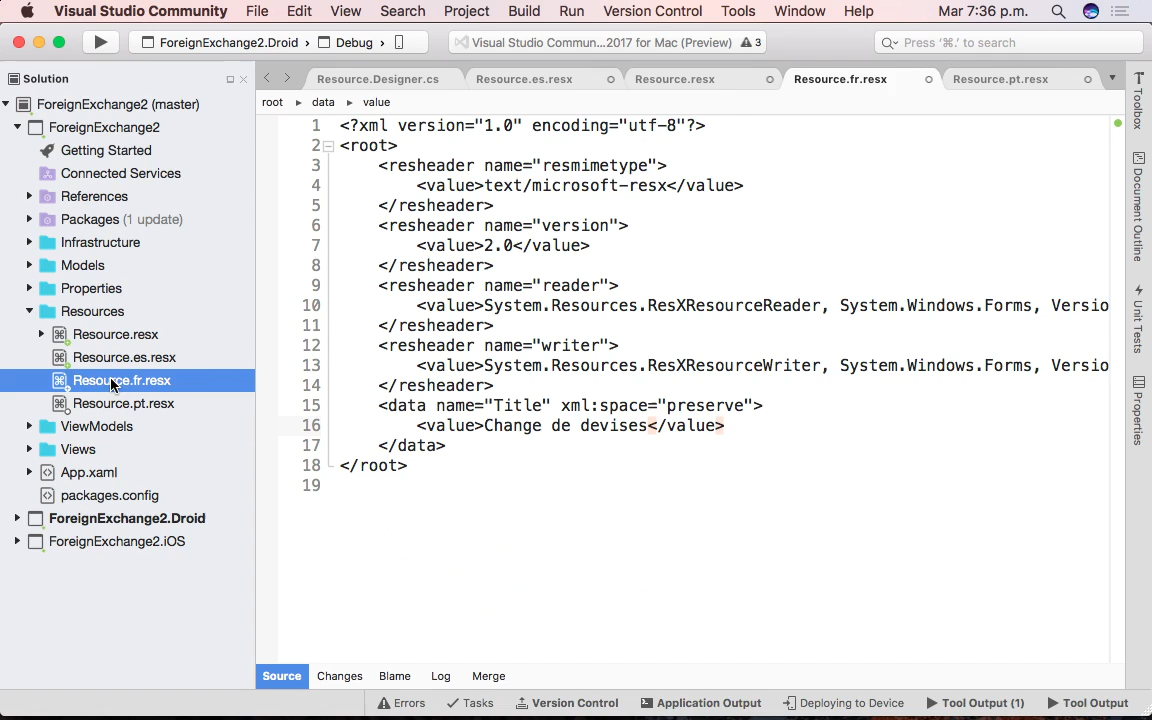 Visual Studio Community File Edit View Search Project Build Run Version Control Tools Window Help Mar 7:36 p.m.
ForeignExchange2.Droid › Debug › Visual Studio Commun...2017 for Mac (Preview) 3 Press '⌘.' to search
Solution
ForeignExchange2 (master)
ForeignExchange2
Getting Started
Connected Services
References
Packages (1 update)
Infrastructure
Models
Properties
Resources
Resource.resx
Resource.es.resx
Resource.fr.resx
Resource.pt.resx
ViewModels
Views
App.xaml
packages.config
ForeignExchange2.Droid
ForeignExchange2.iOS
Resource.Designer.cs Resource.es.resx Resource.resx Resource.fr.resx Resource.pt.resx
root ▸ data ▸ value
1 <?xml version="1.0" encoding="utf-8"?>
2 <root>
3 <resheader name="resmimetype">
4 <value>text/microsoft-resx</value>
5 </resheader>
6 <resheader name="version">
7 <value>2.0</value>
8 </resheader>
9 <resheader name="reader">
10 <value>System.Resources.ResXResourceReader, System.Windows.Forms, Versio
11 </resheader>
12 <resheader name="writer">
13 <value>System.Resources.ResXResourceWriter, System.Windows.Forms, Versio
14 </resheader>
15 <data name="Title" xml:space="preserve">
16 <value>Change de devises</value>
17 </data>
18 </root>
19
Source Changes Blame Log Merge
Errors Tasks Version Control Application Output Deploying to Device Tool Output (1) Tool Output
Toolbox
Document Outline
Unit Tests
Properties